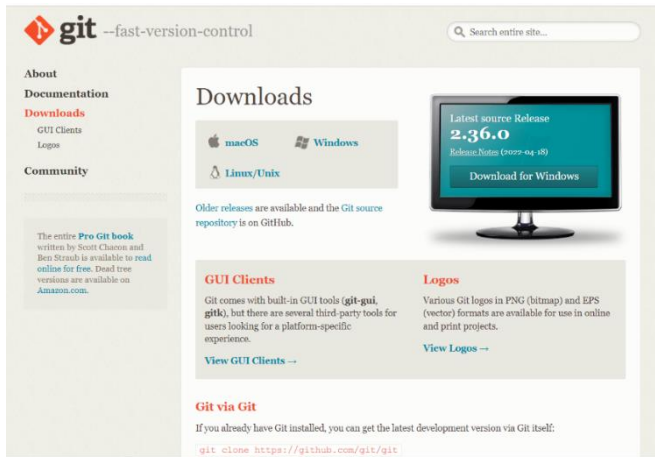 git --fast-version-control
Search entire site...
About
Documentation
Downloads
GUI Clients
Logos
Community
The entire Pro Git book
written by Scott Chacon and
Ben Straub is available to read
online for free. Dead tree
versions are available on
Amazon.com.
Downloads
macOS
Windows
Linux/Unix
Older releases are available and the Git source
repository is on GitHub.
Latest source Release
2.36.0
Release Notes (2022-04-18)
Download for Windows
GUI Clients
Git comes with built-in GUI tools (git-gui,
gitk), but there are several third-party tools for
users looking for a platform-specific
experience.
View GUI Clients →
Logos
Various Git logos in PNG (bitmap) and EPS
(vector) formats are available for use in online
and print projects.
View Logos →
Git via Git
If you already have Git installed, you can get the latest development version via Git itself:
git clone https://github.com/git/git